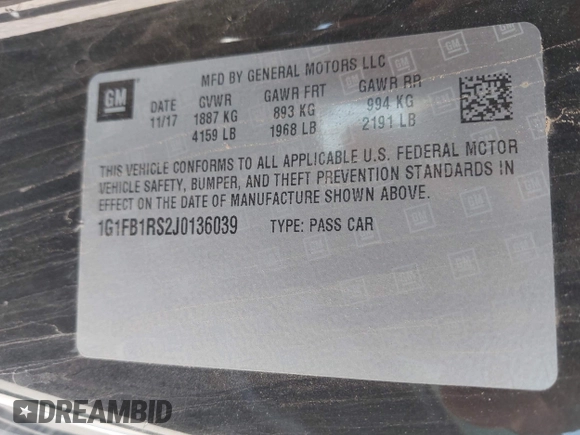 GM
MFD BY GENERAL MOTORS LLC
DATE GVWR GAWR FRT GAWR RR
11/17 1887 KG 893 KG 994 KG
4159 LB 1968 LB 2191 LB
THIS VEHICLE CONFORMS TO ALL APPLICABLE U.S. FEDERAL MOTOR
VEHICLE SAFETY, BUMPER, AND THEFT PREVENTION STANDARDS IN
EFFECT ON THE DATE OF MANUFACTURE SHOWN ABOVE.
1G1FB1RS2J0136039 TYPE: PASS CAR
DREAMBID